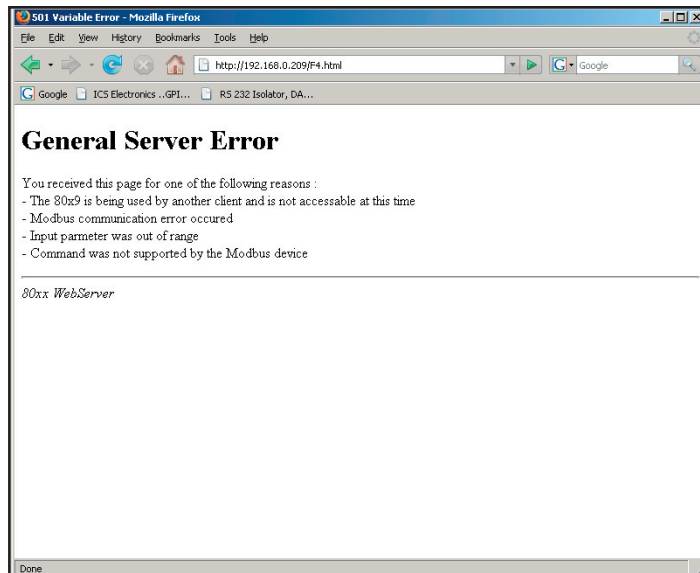 501 Variable Error - Mozilla Firefox
File Edit View History Bookmarks Tools Help
http://192.168.0.209/F4.html
G Google
G Google ICS Electronics ..GPI... RS 232 Isolator, DA...
General Server Error
You received this page for one of the following reasons :
- The 80x9 is being used by another client and is not accessable at this time
- Modbus communication error occured
- Input parmeter was out of range
- Command was not supported by the Modbus device
80xx WebServer
Done